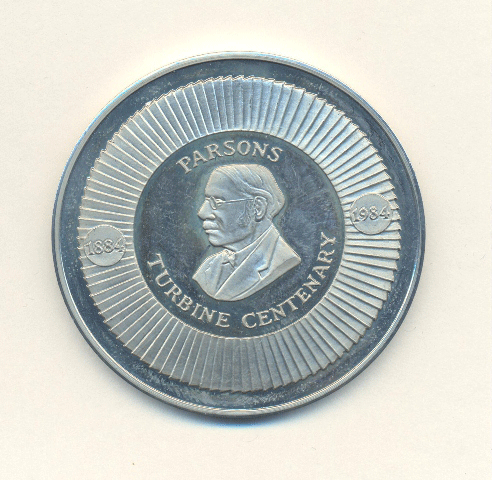 PARSONS
1884
1984
TURBINE CENTENARY